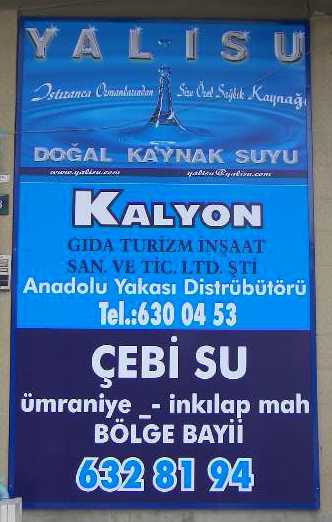 YALISU
Istıranca Ormanlarından Size Özel Sağlık Kaynağı
DOĞAL KAYNAK SUYU
www.yalisu.com yalisu@yalisu.com
KALYON
GIDA TURİZM İNŞAAT
SAN. VE TİC. LTD. ŞTİ
Anadolu Yakası Distrübütörü
Tel.:630 04 53
ÇEBİ SU
ümraniye _- inkılap mah
BÖLGE BAYİİ
632 81 94